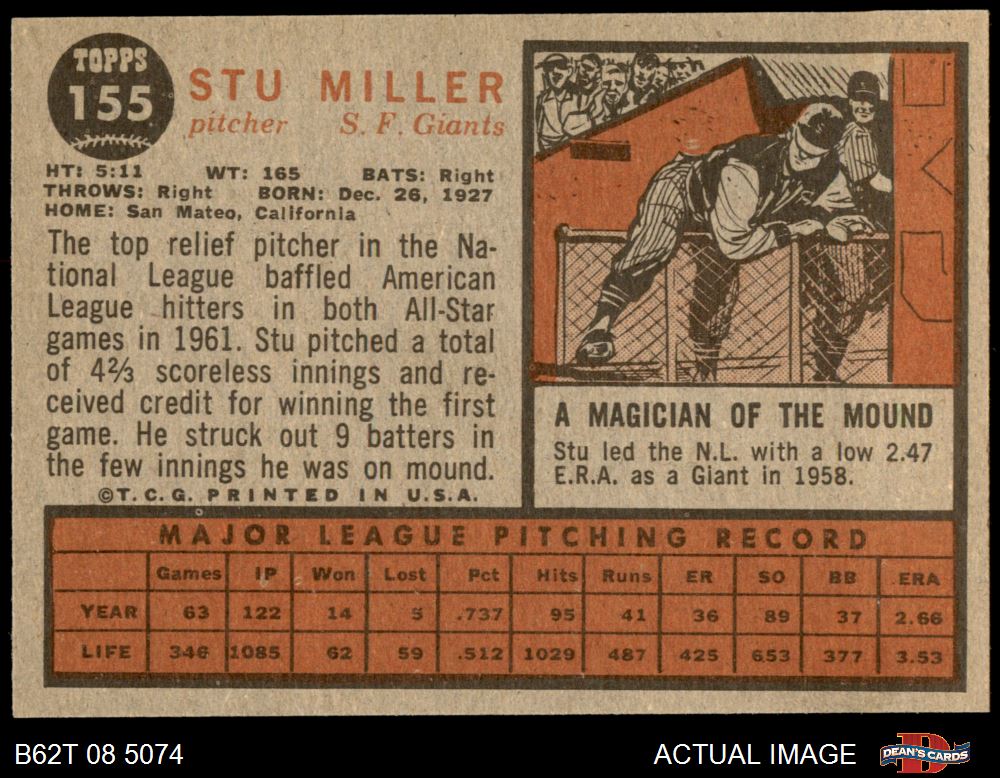 TOPPS
155
STU MILLER
pitcher S. F. Giants
HT: 5:11 WT: 165 BATS: Right
THROWS: Right BORN: Dec. 26, 1927
HOME: San Mateo, California
The top relief pitcher in the Na-
tional League baffled American
League hitters in both All-Star
games in 1961. Stu pitched a total
of 4⅔ scoreless innings and re-
ceived credit for winning the first
game. He struck out 9 batters in
the few innings he was on mound.
©T.C.G. PRINTED IN U.S.A.
A MAGICIAN OF THE MOUND
Stu led the N.L. with a low 2.47
E.R.A. as a Giant in 1958.
MAJOR LEAGUE PITCHING RECORD
Games IP Won Lost Pct Hits Runs ER SO BB ERA
YEAR 63 122 14 5 .737 95 41 36 89 37 2.66
LIFE 346 1085 62 59 .512 1029 487 425 653 377 3.53
B62T 08 5074 ACTUAL IMAGE DEAN'S CARDS